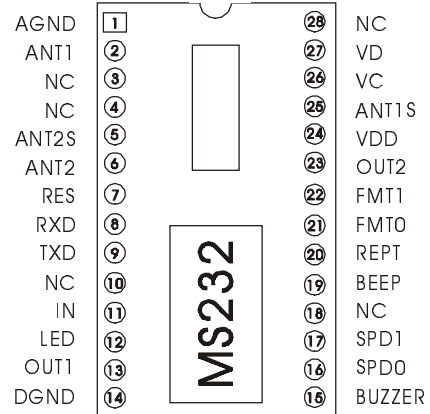 AGND 1 28 NC
ANT1 2 27 VD
NC 3 26 VC
NC 4 25 ANT1S
ANT2S 5 24 VDD
ANT2 6 23 OUT2
RES 7 22 FMT1
RXD 8 21 FMT0
TXD 9 20 REPT
NC 10 19 BEEP
IN 11 18 NC
LED 12 17 SPD1
OUT1 13 16 SPD0
DGND 14 15 BUZZER
MS232